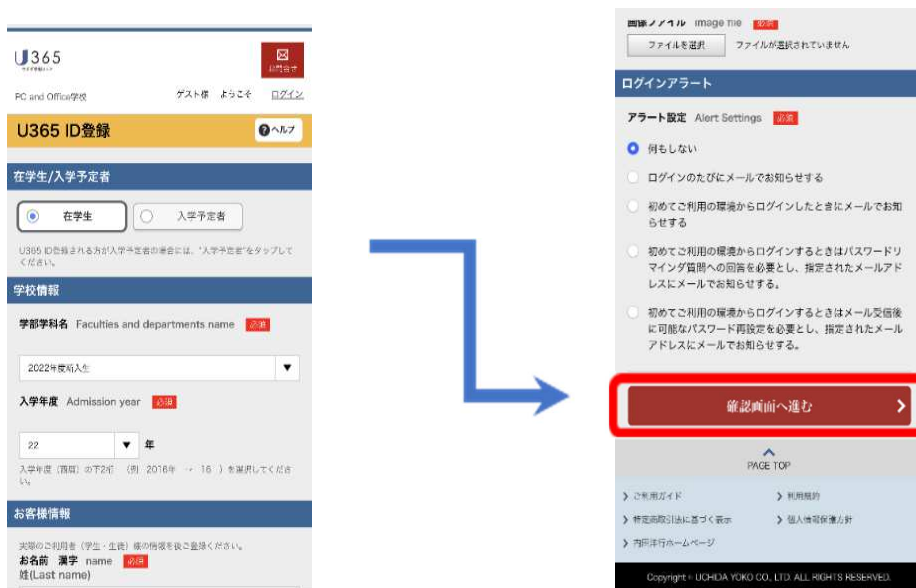 U365
お問合せ
PC and Office学校
ゲスト様 ようこそ ログイン
U365 ID登録
?ヘルプ
在学生/入学予定者
在学生
入学予定者
U365 ID登録される方が入学予定者の場合には、"入学予定者"をタップして
ください。
学校情報
学部学科名 Faculties and departments name 必須
2022年度新入生
入学年度 Admission year 必須
22 年
入学年度（西暦）の下2桁 （例 2016年 → 16 ）を選択してくださ
い。
お客様情報
実際のご利用者（学生・生徒）様の情報を後ご登録ください。
お名前 漢字 name 必須
姓(Last name)
画像ファイル image file 必須
ファイルを選択 ファイルが選択されていません
ログインアラート
アラート設定 Alert Settings 必須
何もしない
ログインのたびにメールでお知らせする
初めてご利用の環境からログインしたときにメールでお知
らせする
初めてご利用の環境からログインするときはパスワードリ
マインダ質問への回答を必要とし、指定されたメールアド
レスにメールでお知らせする。
初めてご利用の環境からログインするときはメール受信後
に可能なパスワード再設定を必要とし、指定されたメール
アドレスにメールでお知らせする。
確認画面へ進む
PAGE TOP
ご利用ガイド
利用規約
特定商取引法に基づく表示
個人情報保護方針
内田洋行ホームページ
Copyright © UCHIDA YOKO CO., LTD. ALL RIGHTS RESERVED.